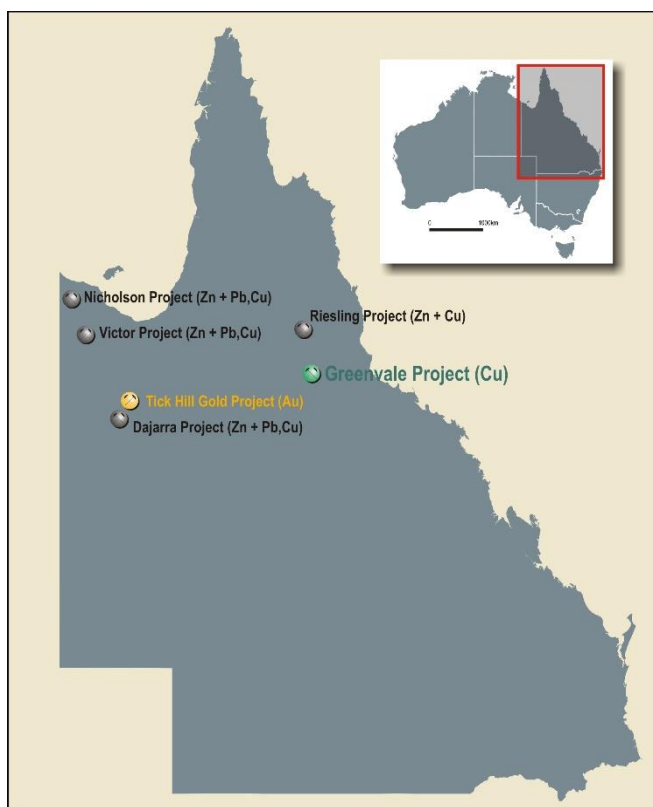 0
1000km
Nicholson Project (Zn + Pb,Cu)
Victor Project (Zn + Pb,Cu)
Riesling Project (Zn + Cu)
Greenvale Project (Cu)
Tick Hill Gold Project (Au)
Dajarra Project (Zn + Pb,Cu)